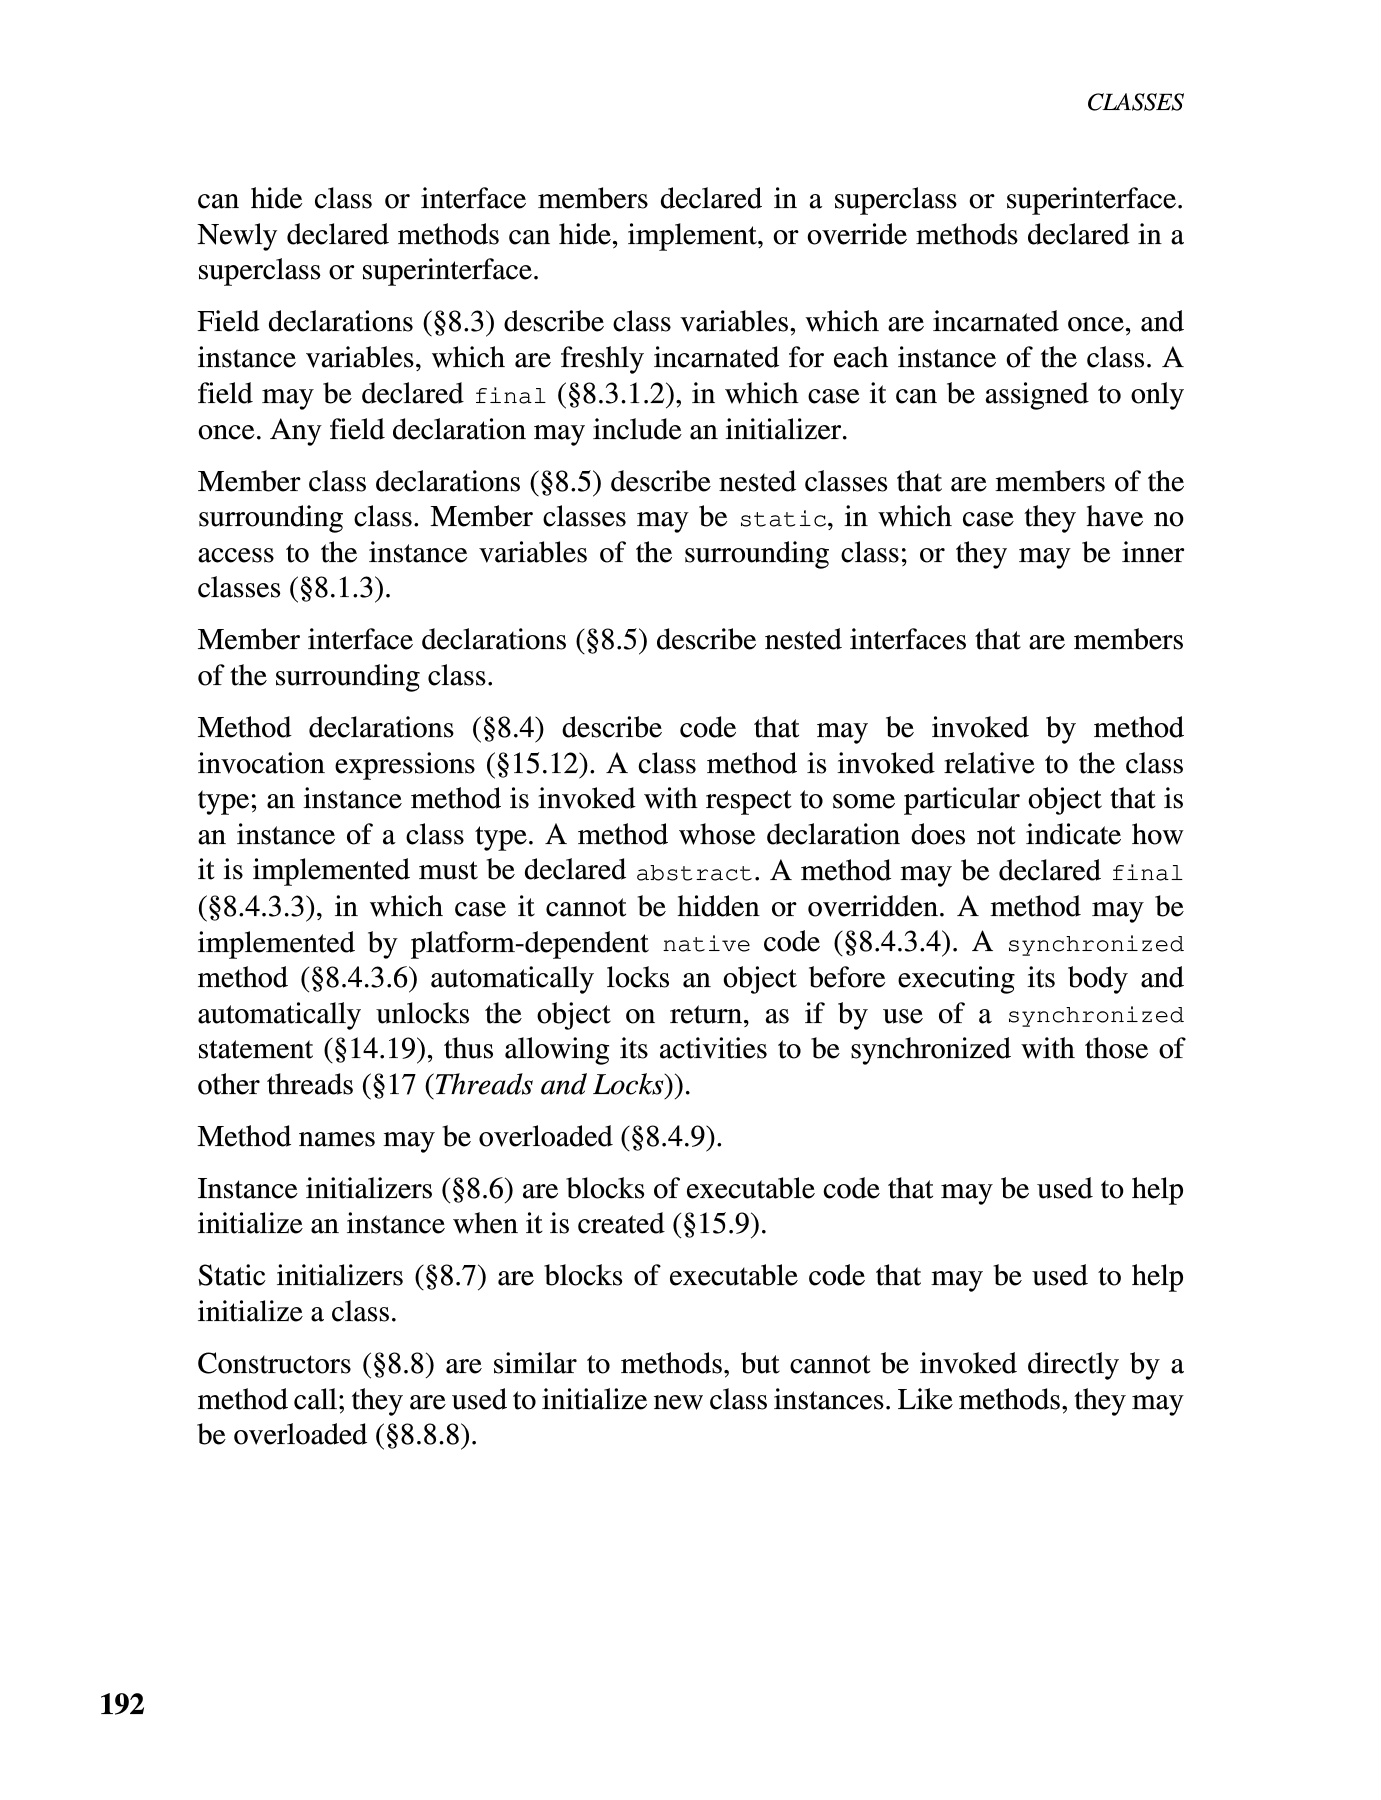 CLASSES
can hide class or interface members declared in a superclass or superinterface.
Newly declared methods can hide, implement, or override methods declared in a
superclass or superinterface.
Field declarations (§8.3) describe class variables, which are incarnated once, and
instance variables, which are freshly incarnated for each instance of the class. A
field may be declared final (§8.3.1.2), in which case it can be assigned to only
once. Any field declaration may include an initializer.
Member class declarations (§8.5) describe nested classes that are members of the
surrounding class. Member classes may be static, in which case they have no
access to the instance variables of the surrounding class; or they may be inner
classes (§8.1.3).
Member interface declarations (§8.5) describe nested interfaces that are members
of the surrounding class.
Method declarations (§8.4) describe code that may be invoked by method
invocation expressions (§15.12). A class method is invoked relative to the class
type; an instance method is invoked with respect to some particular object that is
an instance of a class type. A method whose declaration does not indicate how
it is implemented must be declared abstract. A method may be declared final
(§8.4.3.3), in which case it cannot be hidden or overridden. A method may be
implemented by platform-dependent native code (§8.4.3.4). A synchronized
method (§8.4.3.6) automatically locks an object before executing its body and
automatically unlocks the object on return, as if by use of a synchronized
statement (§14.19), thus allowing its activities to be synchronized with those of
other threads (§17 (Threads and Locks)).
Method names may be overloaded (§8.4.9).
Instance initializers (§8.6) are blocks of executable code that may be used to help
initialize an instance when it is created (§15.9).
Static initializers (§8.7) are blocks of executable code that may be used to help
initialize a class.
Constructors (§8.8) are similar to methods, but cannot be invoked directly by a
method call; they are used to initialize new class instances. Like methods, they may
be overloaded (§8.8.8).
192